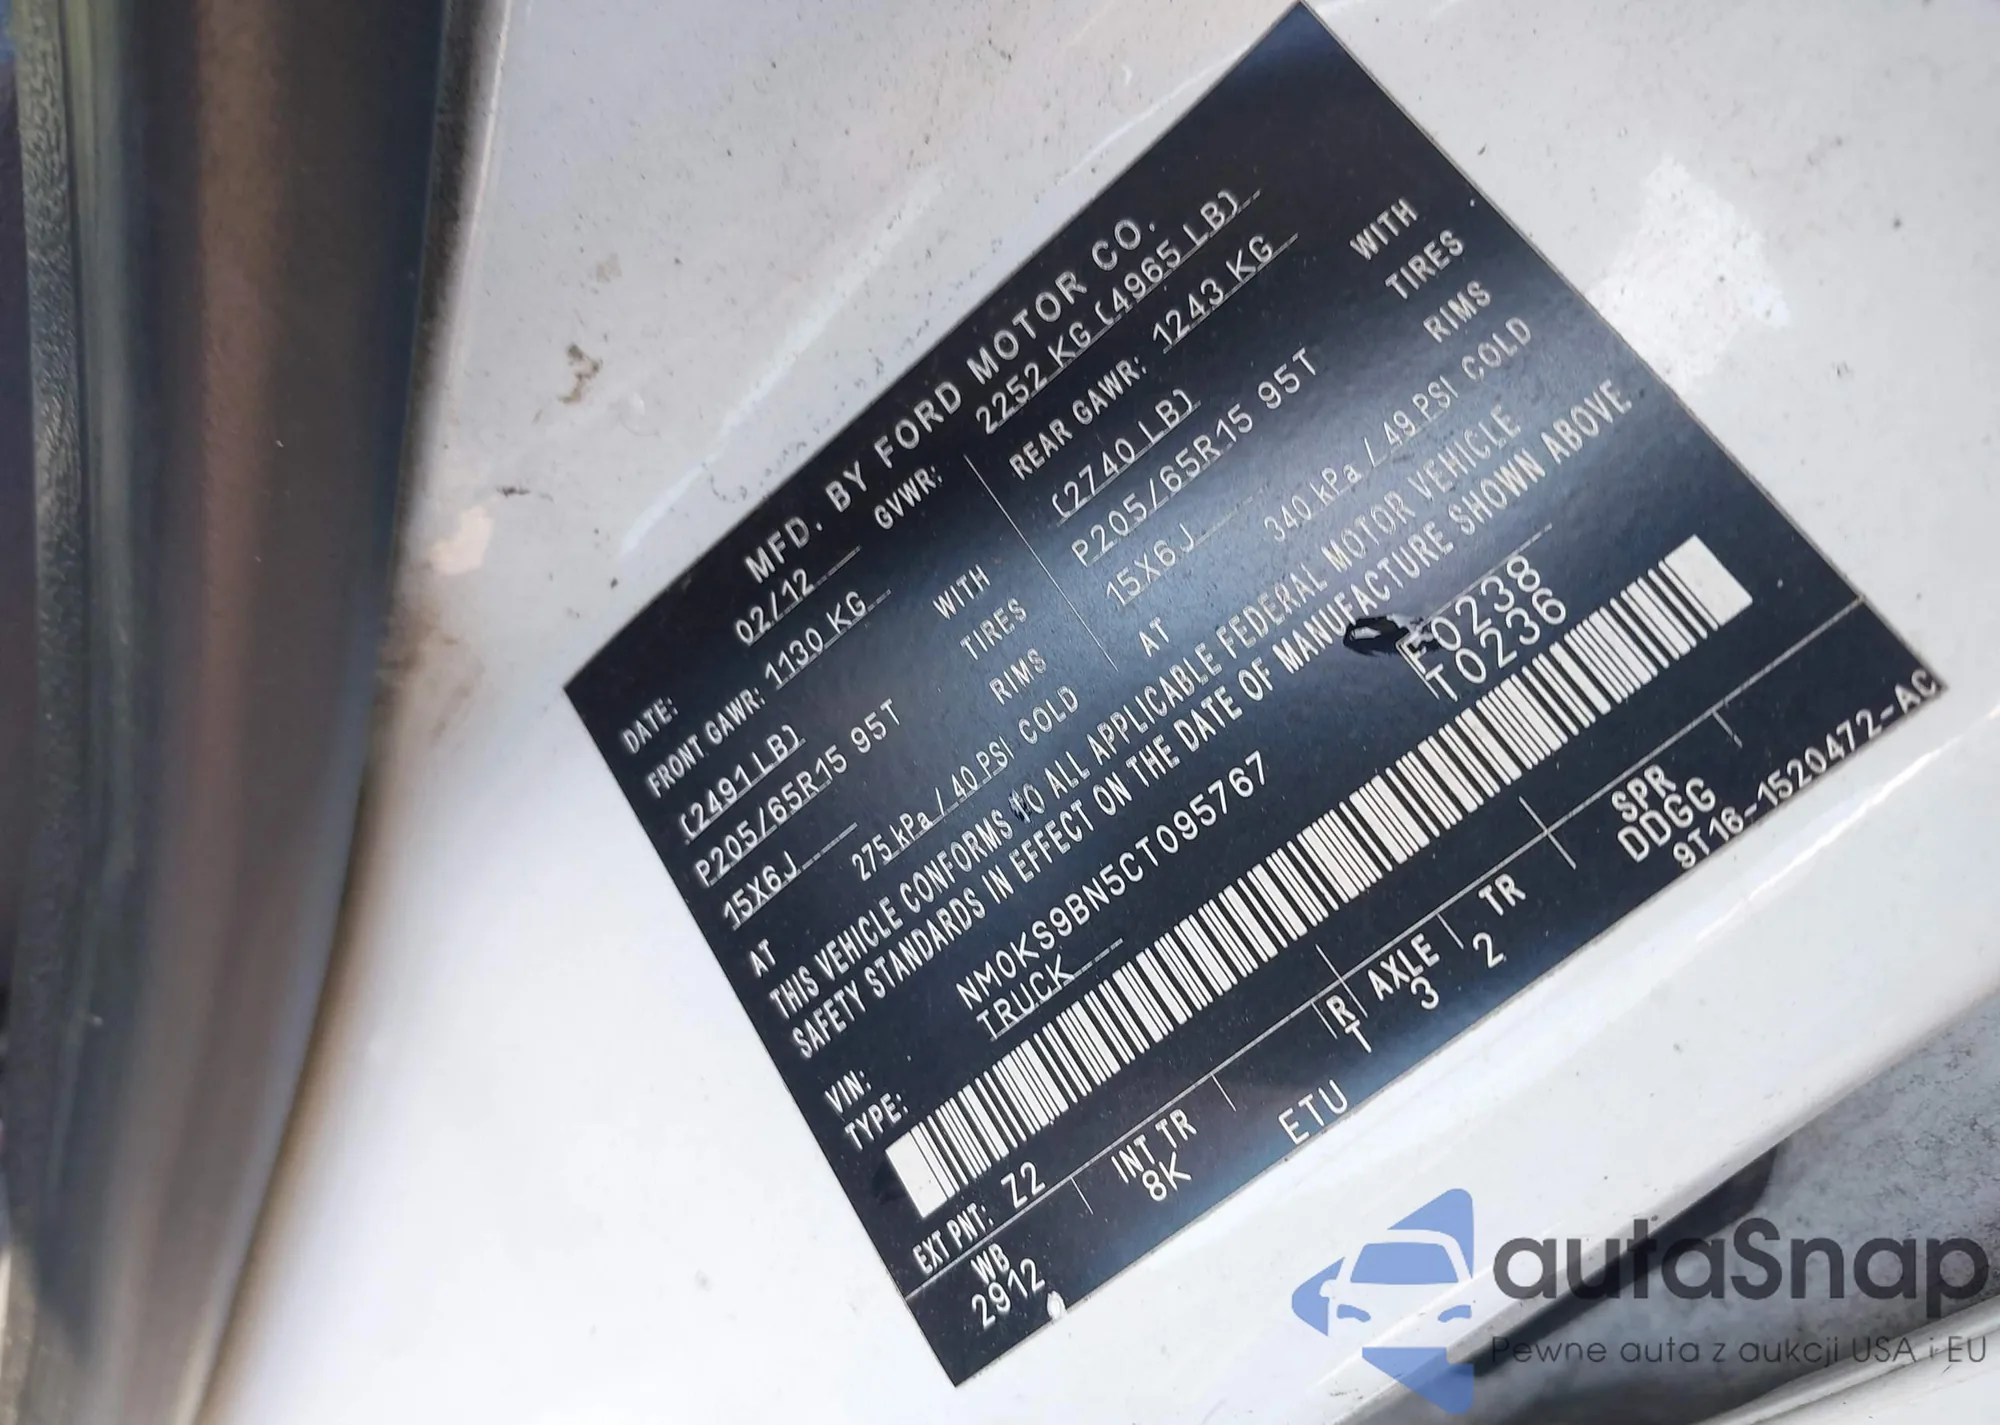 MFD. BY FORD MOTOR CO.
DATE: 02/12 GVWR: 2252 KG (4965 LB)
FRONT GAWR: 1130 KG REAR GAWR: 1243 KG
(2491 LB) WITH (2740 LB) WITH
P205/65R15 95T TIRES P205/65R15 95T TIRES
15X6J RIMS 15X6J RIMS
AT 275 kPa / 40 PSI COLD AT 340 kPa / 49 PSI COLD
THIS VEHICLE CONFORMS TO ALL APPLICABLE FEDERAL MOTOR VEHICLE
SAFETY STANDARDS IN EFFECT ON THE DATE OF MANUFACTURE SHOWN ABOVE
VIN: NM0KS9BN5CT095767 F0238
TYPE: TRUCK T0236
EXT PNT: Z2
WB INT TR R AXLE TR SPR
2912 8K ETU T 3 2 DDGG
9T16-1520472-AC
autaSnap
Pewne auta z aukcji USA i EU